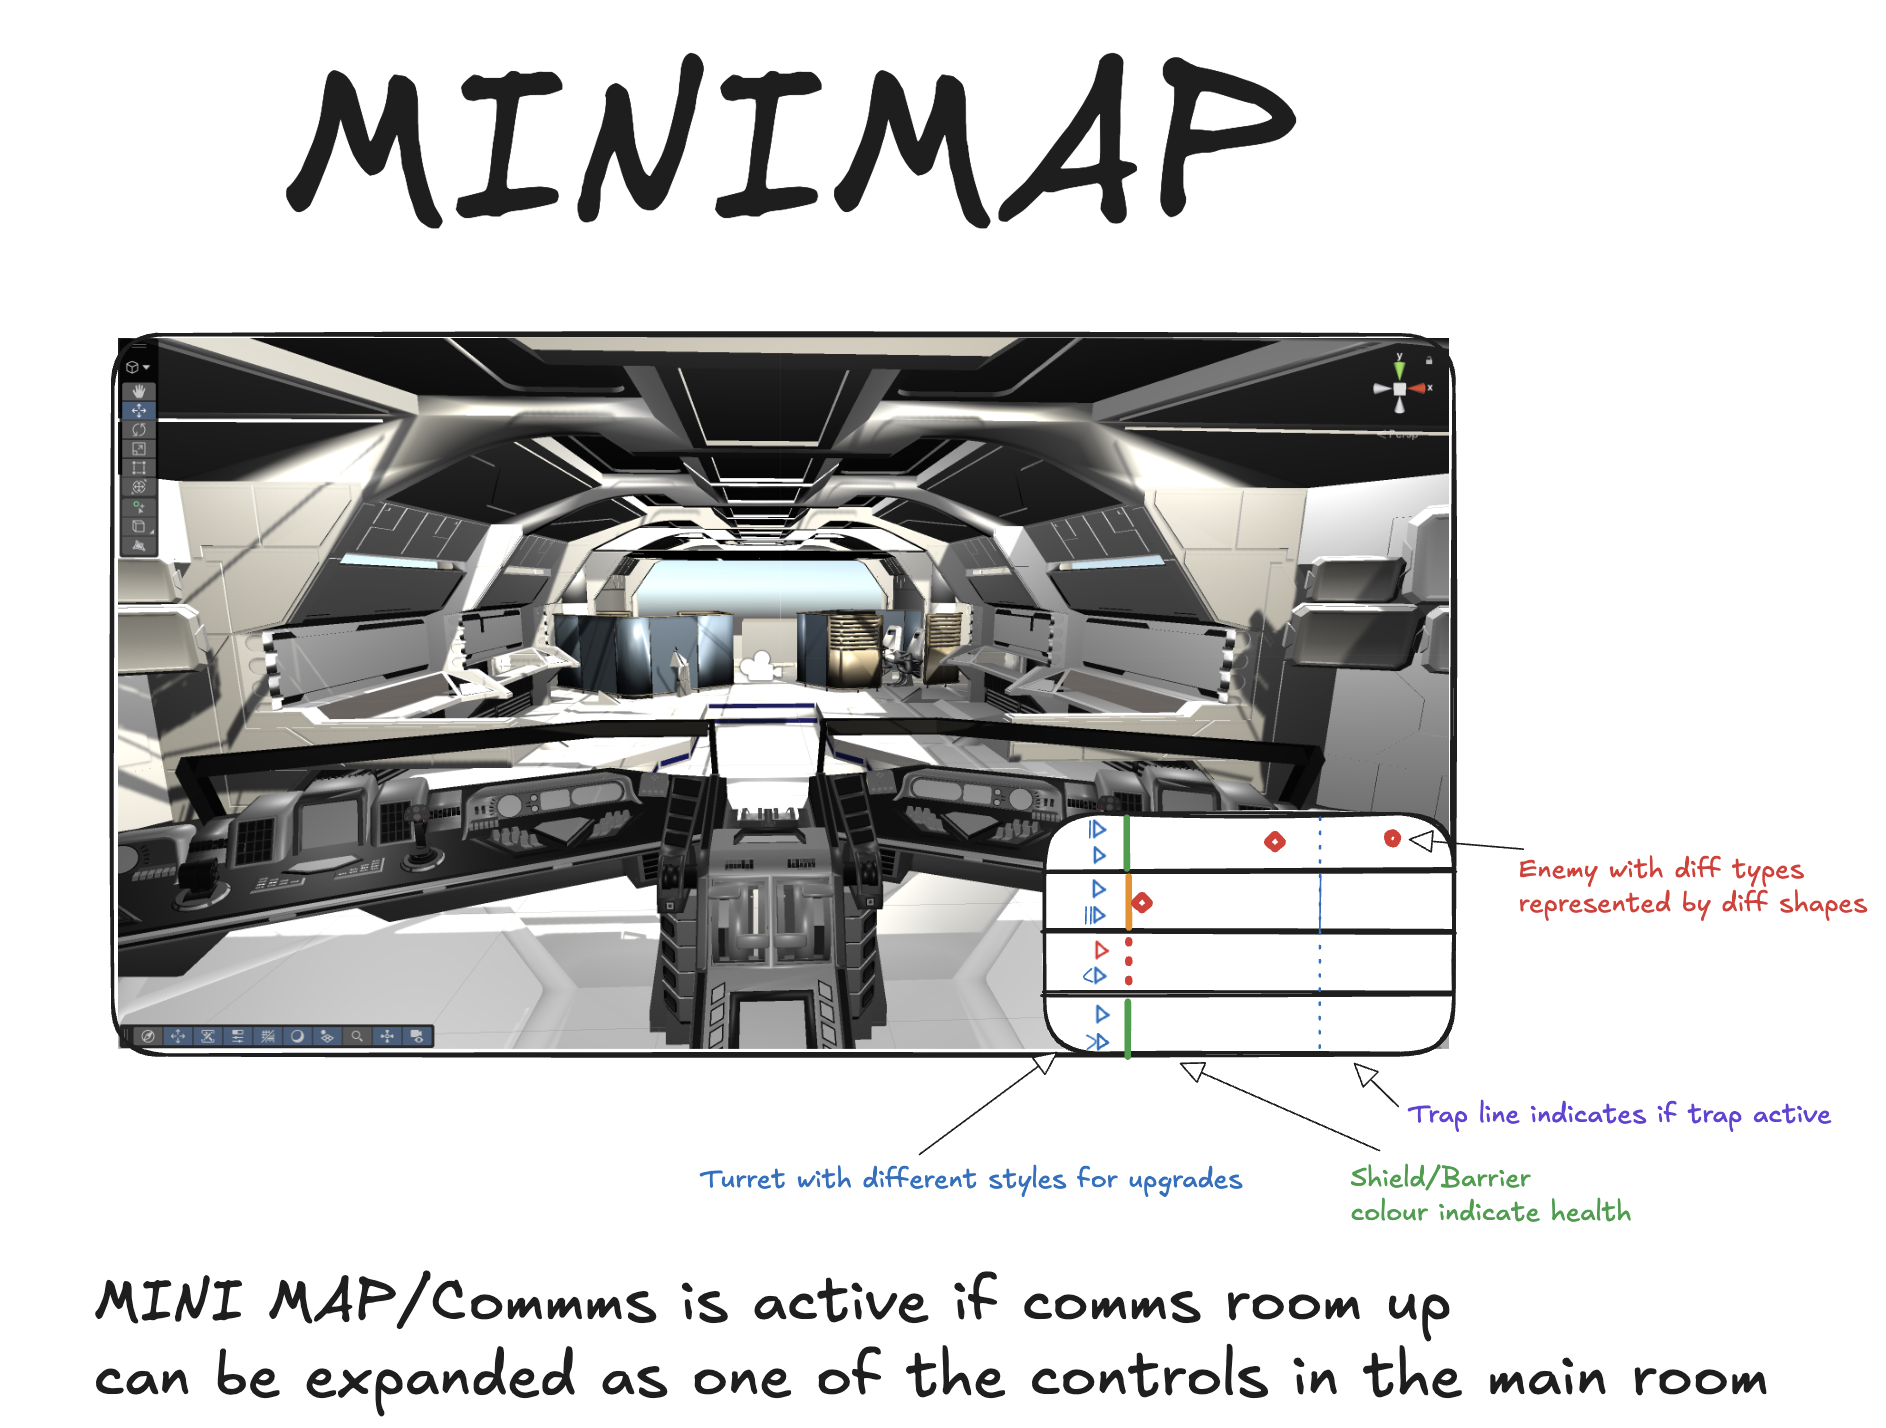 MINIMAP
y
x
< Persp
Enemy with diff types
represented by diff shapes
Trap line indicates if trap active
Turret with different styles for upgrades
Shield/Barrier
colour indicate health
MINI MAP/Commms is active if comms room up
can be expanded as one of the controls in the main room